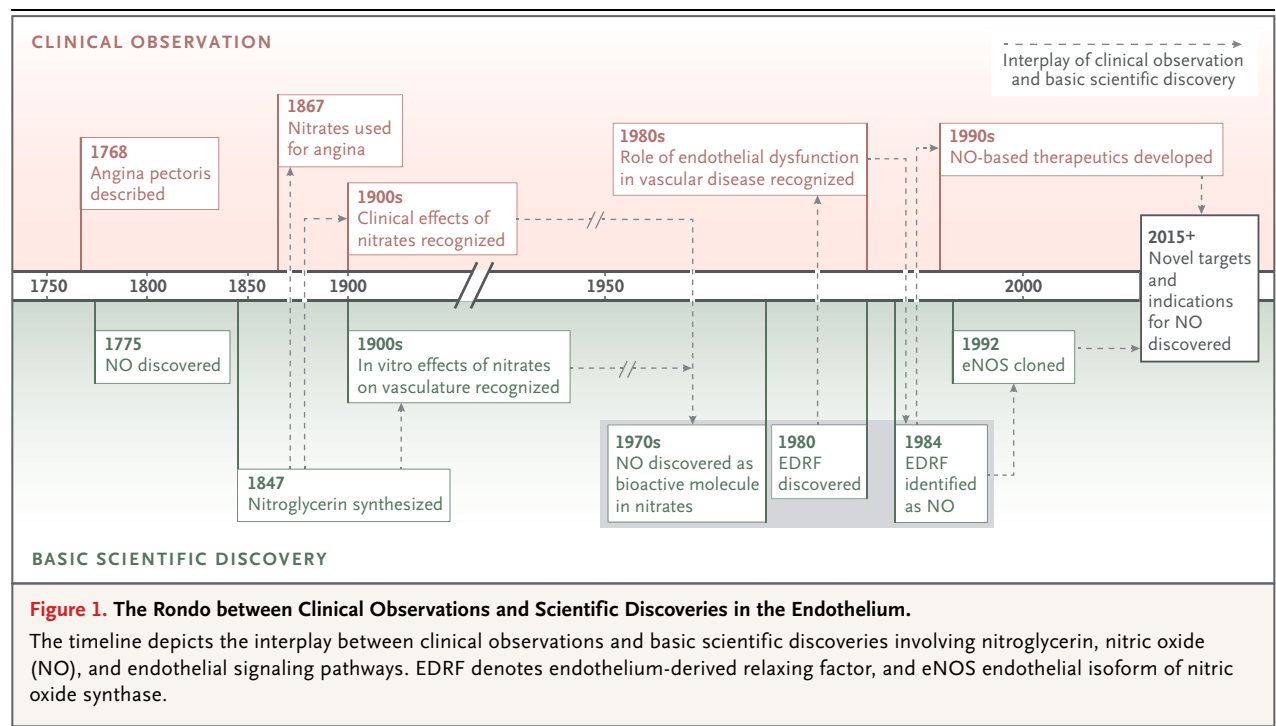 CLINICAL OBSERVATION
Interplay of clinical observation
and basic scientific discovery
1768
Angina pectoris
described
1867
Nitrates used
for angina
1900s
Clinical effects of
nitrates recognized
1980s
Role of endothelial dysfunction
in vascular disease recognized
1990s
NO-based therapeutics developed
2015+
Novel targets
and
indications
for NO
discovered
1750 1800 1850 1900 1950 2000
1775
NO discovered
1847
Nitroglycerin synthesized
1900s
In vitro effects of nitrates
on vasculature recognized
1970s
NO discovered as
bioactive molecule
in nitrates
1980
EDRF
discovered
1984
EDRF
identified
as NO
1992
eNOS cloned
BASIC SCIENTIFIC DISCOVERY
Figure 1. The Rondo between Clinical Observations and Scientific Discoveries in the Endothelium.
The timeline depicts the interplay between clinical observations and basic scientific discoveries involving nitroglycerin, nitric oxide
(NO), and endothelial signaling pathways. EDRF denotes endothelium-derived relaxing factor, and eNOS endothelial isoform of nitric
oxide synthase.